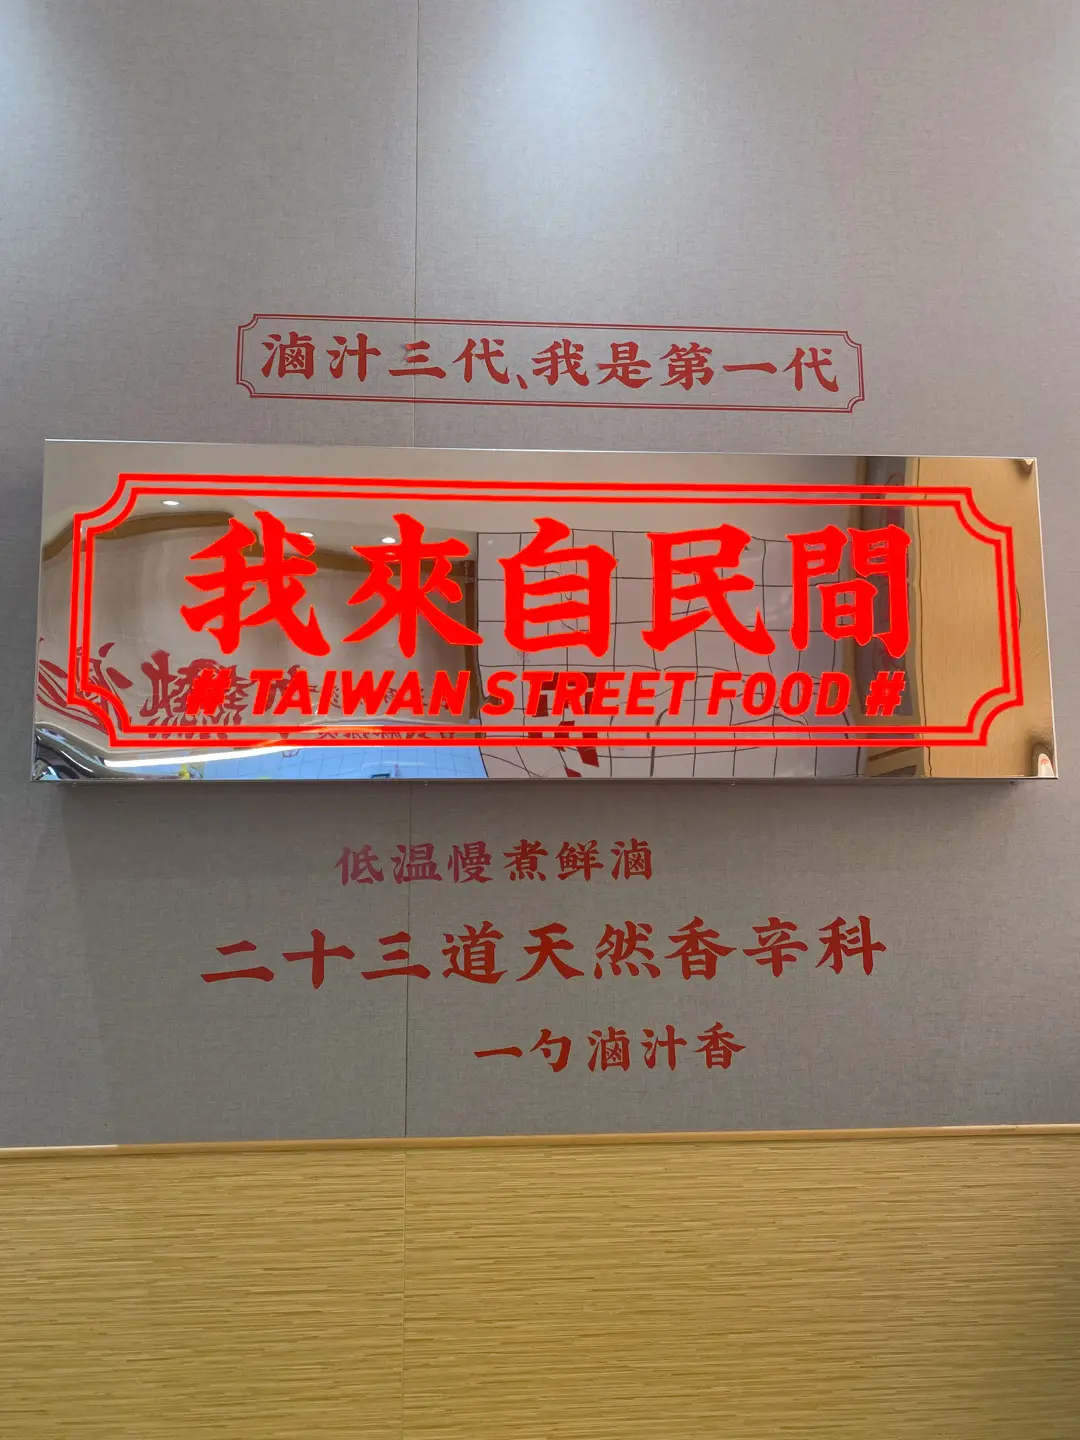 滷汁三代、我是第一代
我來自民間
# TAIWAN STREET FOOD #
低温慢煮鲜滷
二十三道天然香辛科
一勺滷汁香